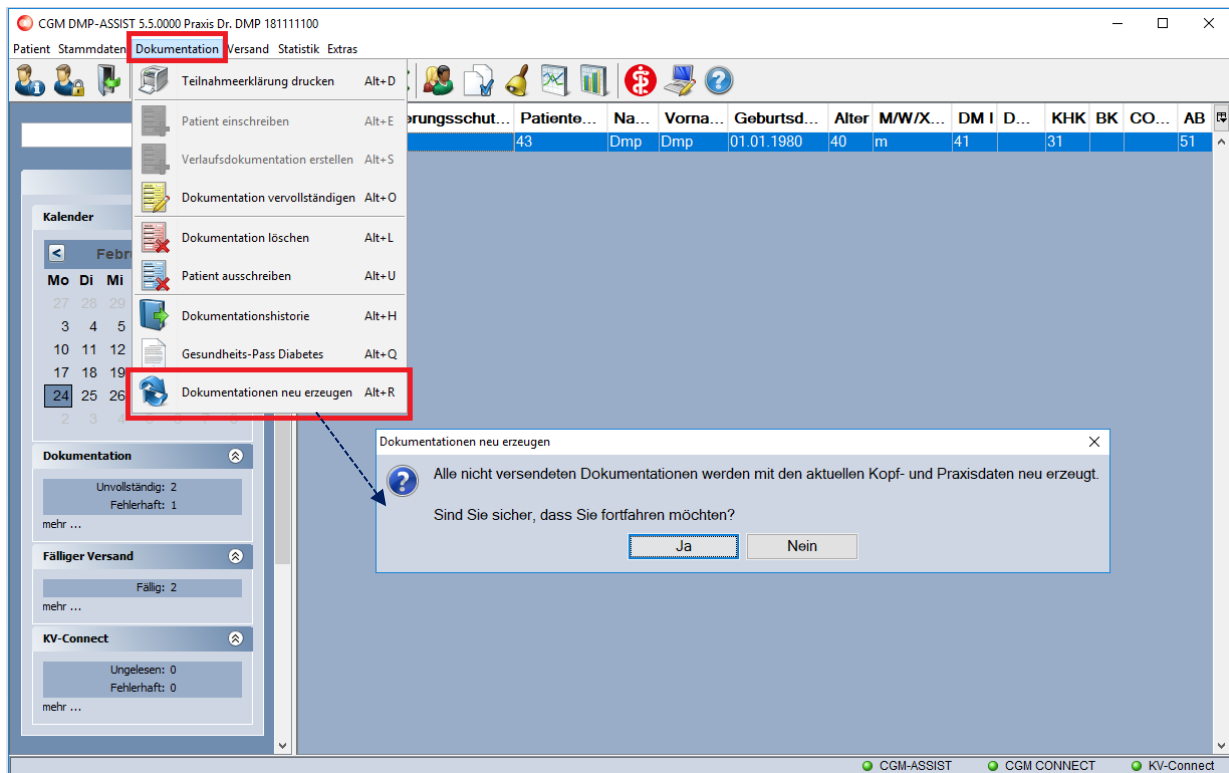 CGM DMP-ASSIST 5.5.0000 Praxis Dr. DMP 181111100
Patient Stammdaten Dokumentation Versand Statistik Extras
Teilnahmeerklärung drucken Alt+D
Patient einschreiben Alt+E
Verlaufsdokumentation erstellen Alt+S
Dokumentation vervollständigen Alt+O
Dokumentation löschen Alt+L
Patient ausschreiben Alt+U
Dokumentationshistorie Alt+H
Gesundheits-Pass Diabetes Alt+Q
Dokumentationen neu erzeugen Alt+R
erungsschut... Patiente... Na... Vorna... Geburtsd... Alter M/W/X... DM I D... KHK BK CO... AB
43 Dmp Dmp 01.01.1980 40 m 41 31 51
Kalender
< Febr
Mo Di Mi
27 28 29
3 4 5
10 11 12
17 18 19
24 25 26
2 3 4 5 6 7 8
Dokumentation
Unvollständig: 2
Fehlerhaft: 1
mehr ...
Fälliger Versand
Fällig: 2
mehr ...
KV-Connect
Ungelesen: 0
Fehlerhaft: 0
mehr ...
Dokumentationen neu erzeugen
Alle nicht versendeten Dokumentationen werden mit den aktuellen Kopf- und Praxisdaten neu erzeugt.
Sind Sie sicher, dass Sie fortfahren möchten?
Ja Nein
CGM-ASSIST CGM CONNECT KV-Connect